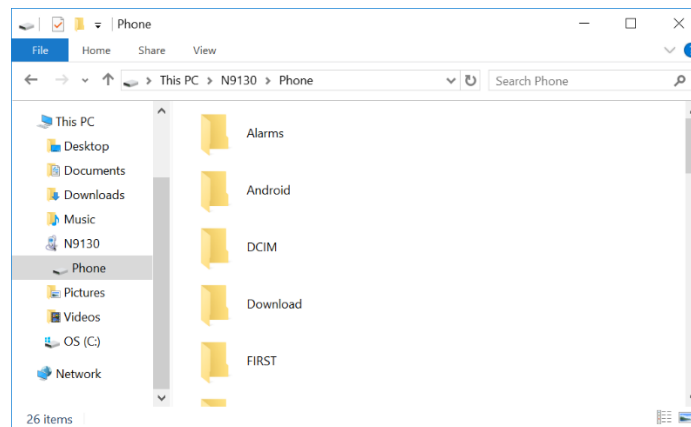 Phone
File Home Share View
This PC > N9130 > Phone
Search Phone
This PC
Desktop
Documents
Downloads
Music
N9130
Phone
Pictures
Videos
OS (C:)
Network
Alarms
Android
DCIM
Download
FIRST
26 items